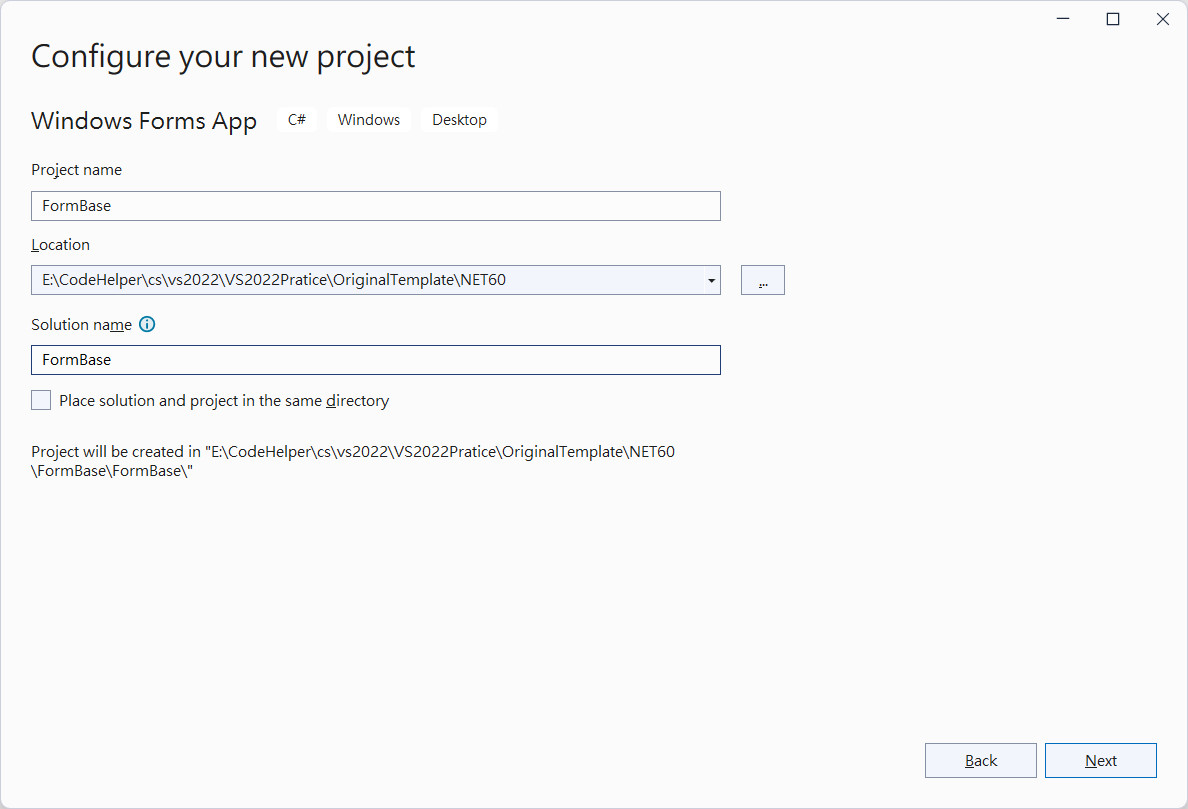 Configure your new project
Windows Forms App C# Windows Desktop
Project name
FormBase
Location
E:\CodeHelper\cs\vs2022\VS2022Pratice\OriginalTemplate\NET60
...
Solution name
FormBase
Place solution and project in the same directory
Project will be created in "E:\CodeHelper\cs\vs2022\VS2022Pratice\OriginalTemplate\NET60
\FormBase\FormBase\"
Back Next